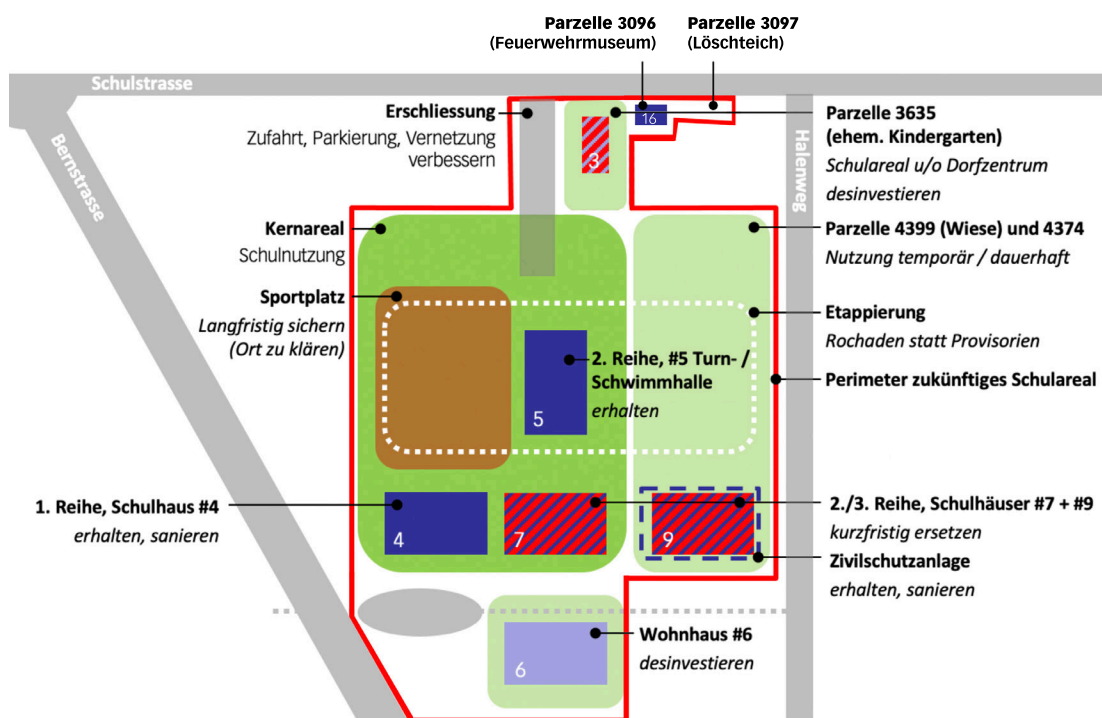 Parzelle 3096
(Feuerwehrmuseum)
Parzelle 3097
(Löschteich)
Schulstrasse
Bernstrasse
Halenweg
Erschliessung
Zufahrt, Parkierung, Vernetzung
verbessern
16
3
Parzelle 3635
(ehem. Kindergarten)
Schulareal u/o Dorfzentrum
desinvestieren
Kernareal
Schulnutzung
Parzelle 4399 (Wiese) und 4374
Nutzung temporär / dauerhaft
Sportplatz
Langfristig sichern
(Ort zu klären)
Etappierung
Rochaden statt Provisorien
2. Reihe, #5 Turn- /
Schwimmhalle
erhalten
5
Perimeter zukünftiges Schulareal
1. Reihe, Schulhaus #4
erhalten, sanieren
4
7
9
2./3. Reihe, Schulhäuser #7 + #9
kurzfristig ersetzen
Zivilschutzanlage
erhalten, sanieren
Wohnhaus #6
desinvestieren
6